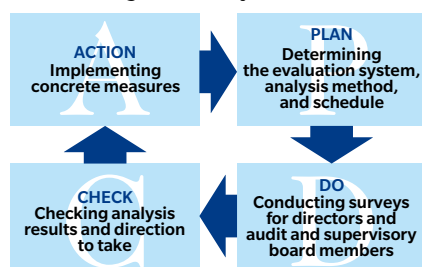 ACTION
Implementing
concrete measures
PLAN
Determining
the evaluation system,
analysis method,
and schedule
CHECK
Checking analysis
results and direction
to take
DO
Conducting surveys
for directors and
audit and supervisory
board members
A
P
C
D